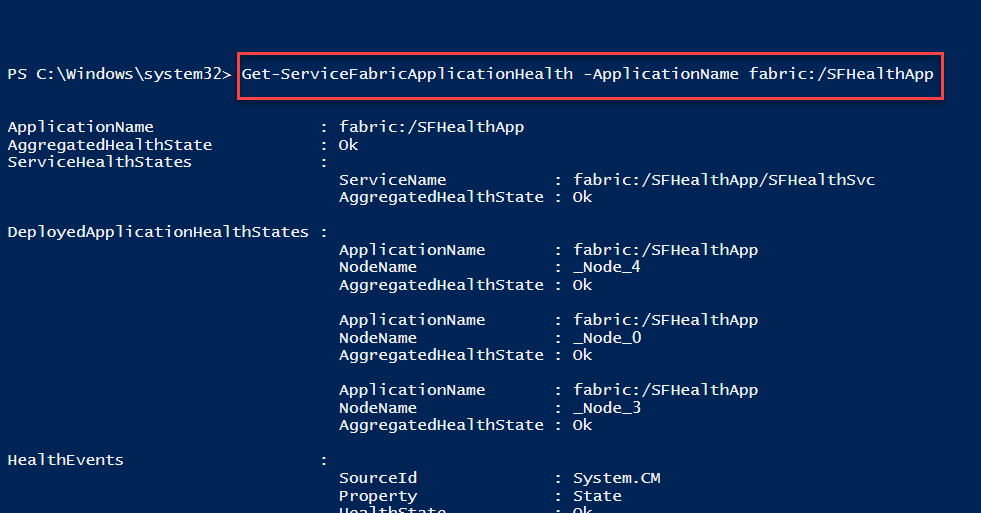 PS C:\Windows\system32> Get-ServiceFabricApplicationHealth -ApplicationName fabric:/SFHealthApp
ApplicationName : fabric:/SFHealthApp
AggregatedHealthState : Ok
ServiceHealthStates :
ServiceName : fabric:/SFHealthApp/SFHealthSvc
AggregatedHealthState : Ok
DeployedApplicationHealthStates :
ApplicationName : fabric:/SFHealthApp
NodeName : _Node_4
AggregatedHealthState : Ok
ApplicationName : fabric:/SFHealthApp
NodeName : _Node_0
AggregatedHealthState : Ok
ApplicationName : fabric:/SFHealthApp
NodeName : _Node_3
AggregatedHealthState : Ok
HealthEvents :
SourceId : System.CM
Property : State
HealthState : Ok